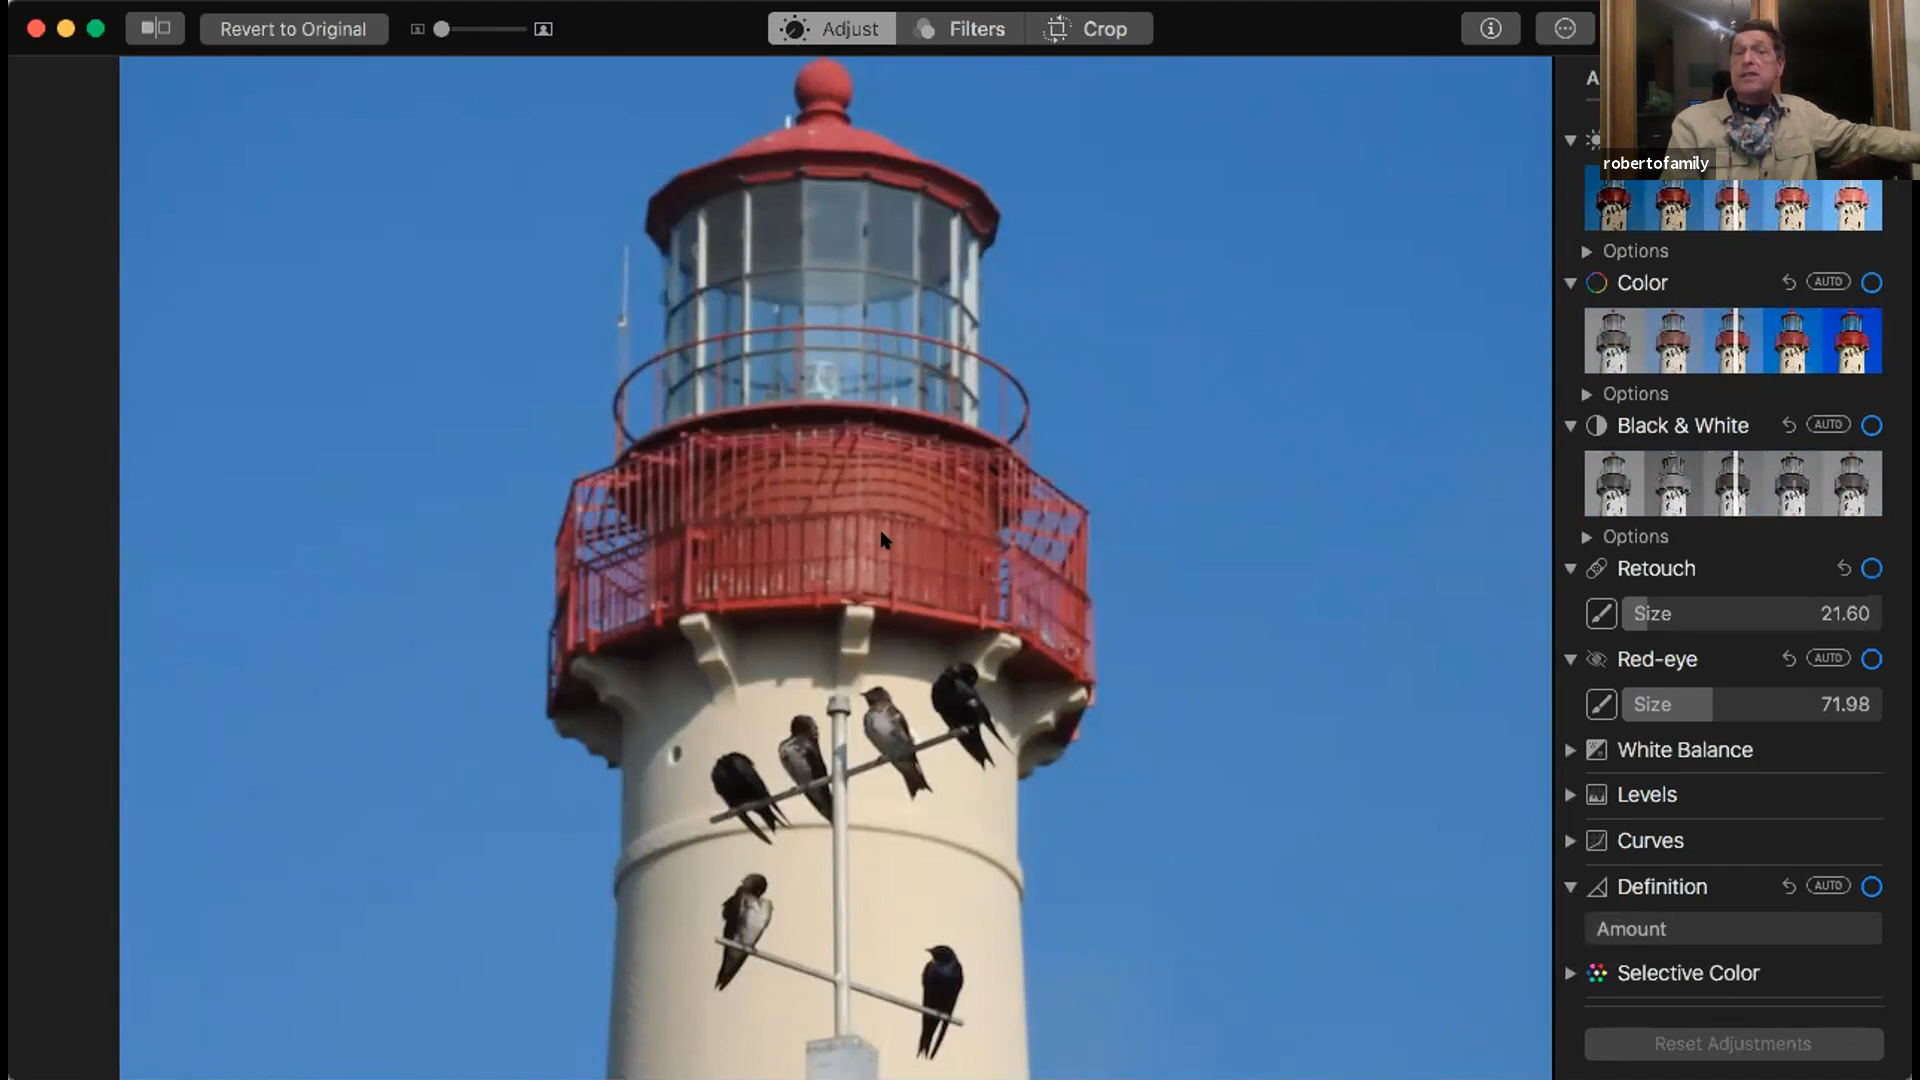 Revert to Original
Adjust
Filters
Crop
A
robertofamily
Options
Color
AUTO
Options
Black & White
AUTO
Options
Retouch
Size
21.60
Red-eye
AUTO
Size
71.98
White Balance
Levels
Curves
Definition
AUTO
Amount
Selective Color
Reset Adjustments